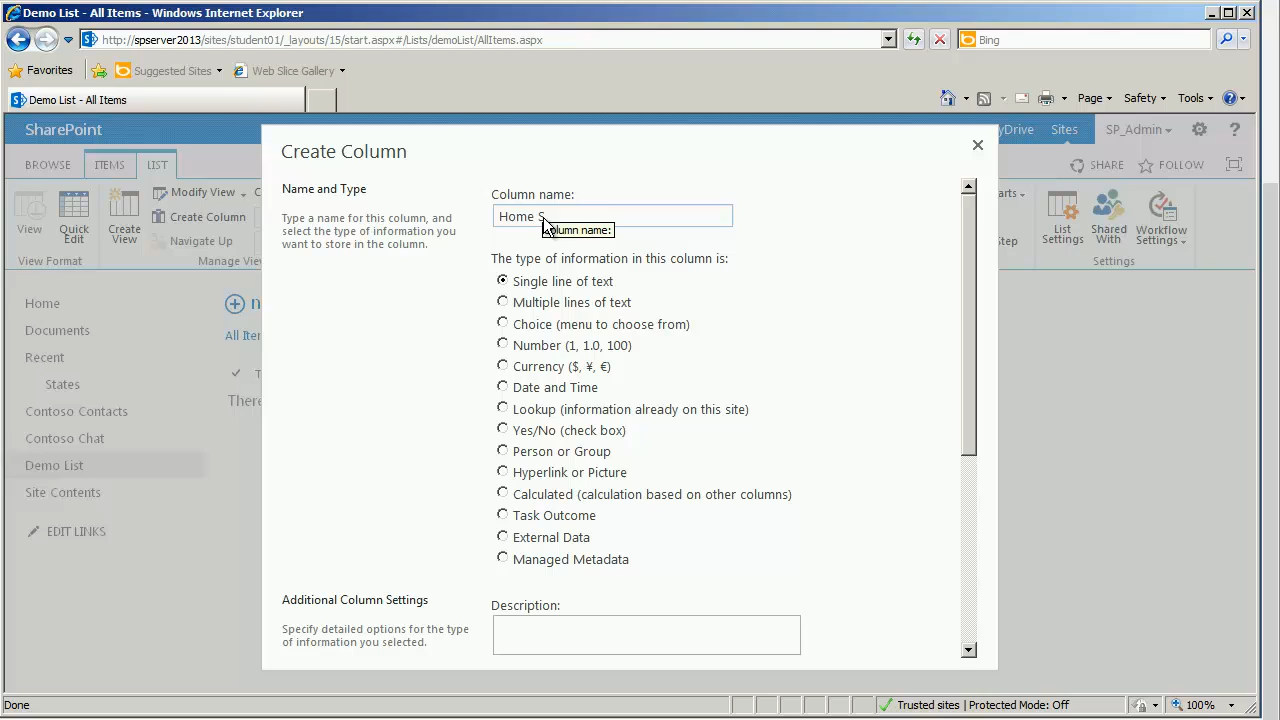 Demo List - All Items - Windows Internet Explorer
http://spserver2013/sites/student01/_layouts/15/start.aspx#/Lists/demoList/AllItems.aspx
Bing
Favorites
Suggested Sites
Web Slice Gallery
Demo List - All Items
Page
Safety
Tools
SharePoint
yDrive
Sites
SP_Admin
BROWSE
ITEMS
LIST
SHARE
FOLLOW
View
Quick Edit
Create View
Modify View
Create Column
Navigate Up
View Format
Manage Vie
List Settings
Shared With
Workflow Settings
Settings
Create Column
Name and Type
Type a name for this column, and
select the type of information you
want to store in the column.
Column name:
Home S
The type of information in this column is:
Single line of text
Multiple lines of text
Choice (menu to choose from)
Number (1, 1.0, 100)
Currency ($, ¥, €)
Date and Time
Lookup (information already on this site)
Yes/No (check box)
Person or Group
Hyperlink or Picture
Calculated (calculation based on other columns)
Task Outcome
External Data
Managed Metadata
Additional Column Settings
Specify detailed options for the type
of information you selected.
Description:
Home
Documents
Recent
States
Contoso Contacts
Contoso Chat
Demo List
Site Contents
EDIT LINKS
All Iter
Ther
Done
Trusted sites | Protected Mode: Off
100%